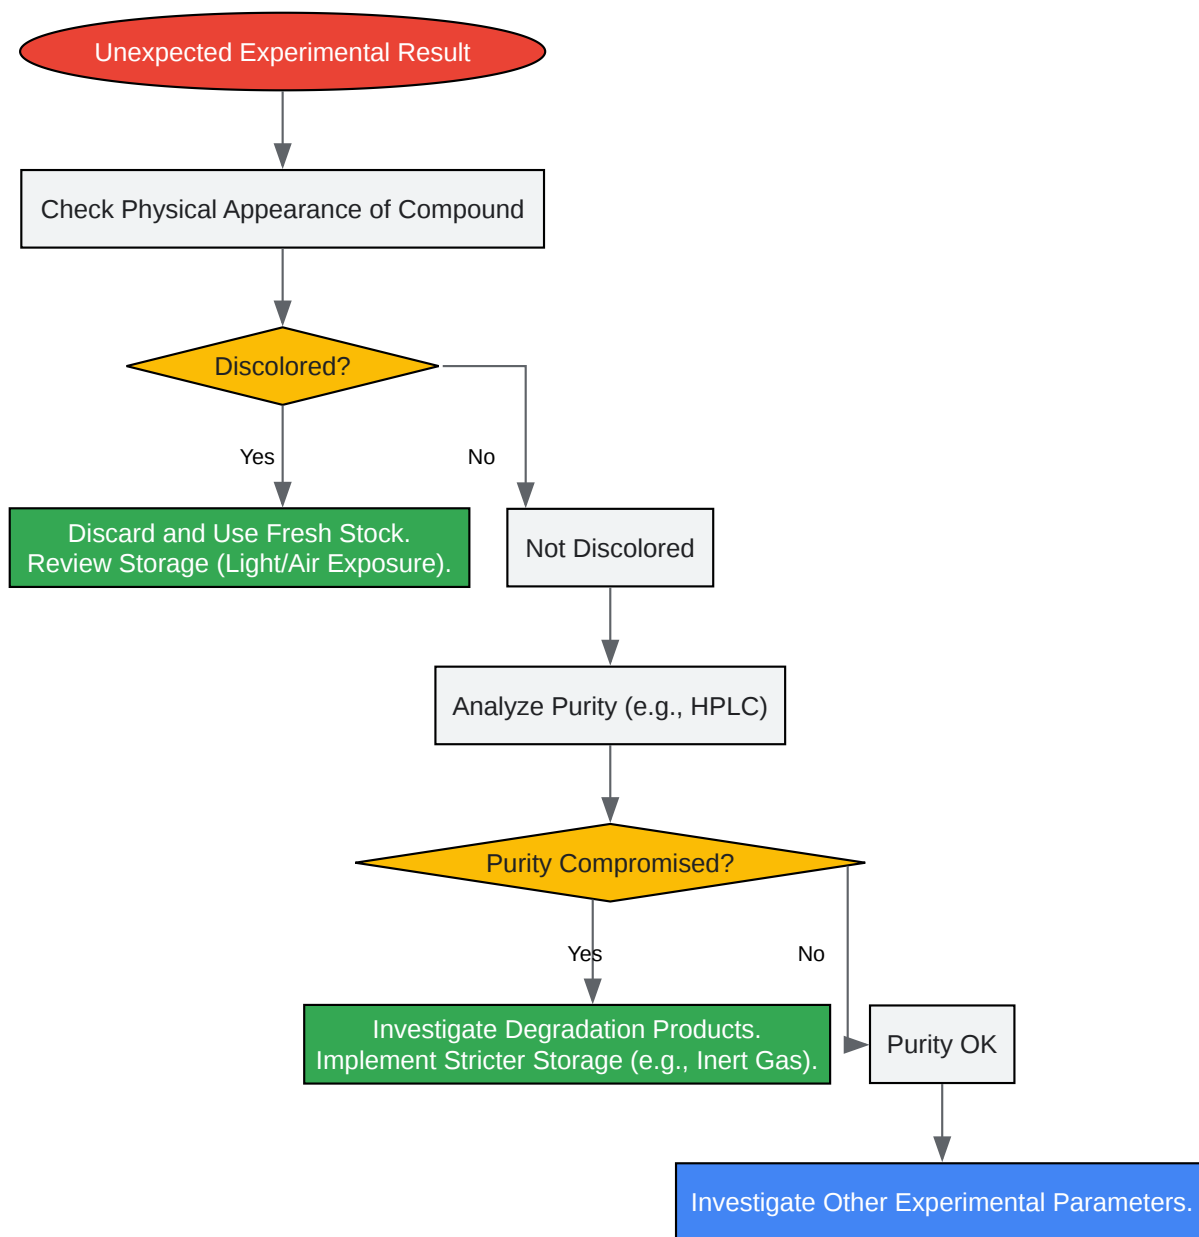 Unexpected Experimental Result
Check Physical Appearance of Compound
Discolored?
Yes
No
Discard and Use Fresh Stock.
Review Storage (Light/Air Exposure).
Not Discolored
Analyze Purity (e.g., HPLC)
Purity Compromised?
Yes
No
Investigate Degradation Products.
Implement Stricter Storage (e.g., Inert Gas).
Purity OK
Investigate Other Experimental Parameters.